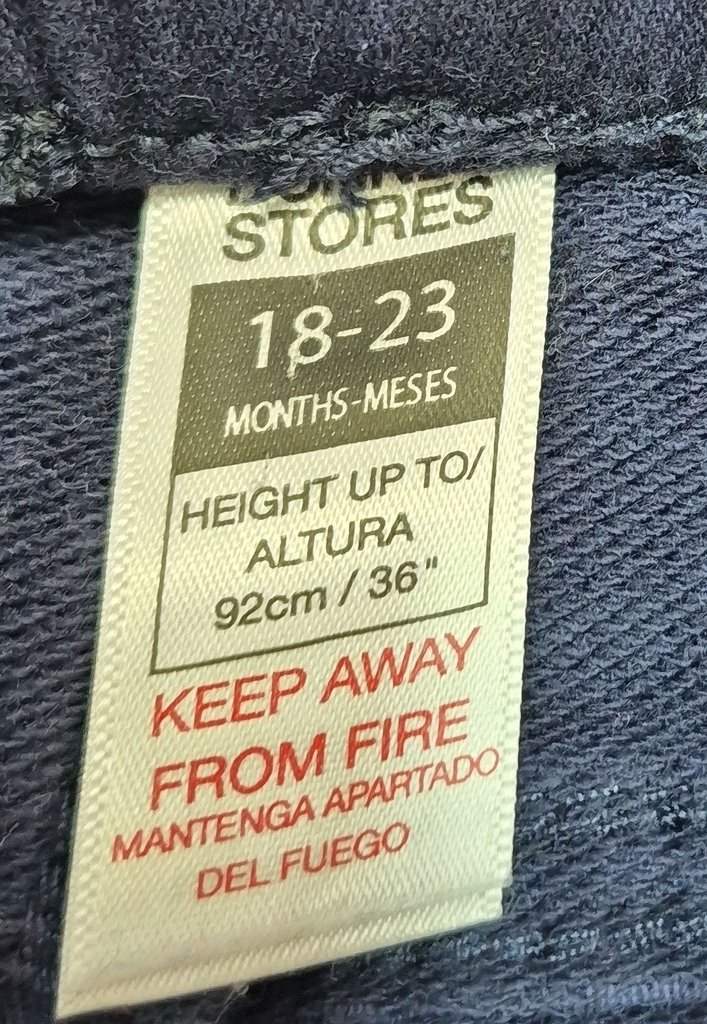 STORES
18-23
MONTHS-MESES
HEIGHT UP TO/
ALTURA
92cm / 36"
KEEP AWAY
FROM FIRE
MANTENGA APARTADO
DEL FUEGO